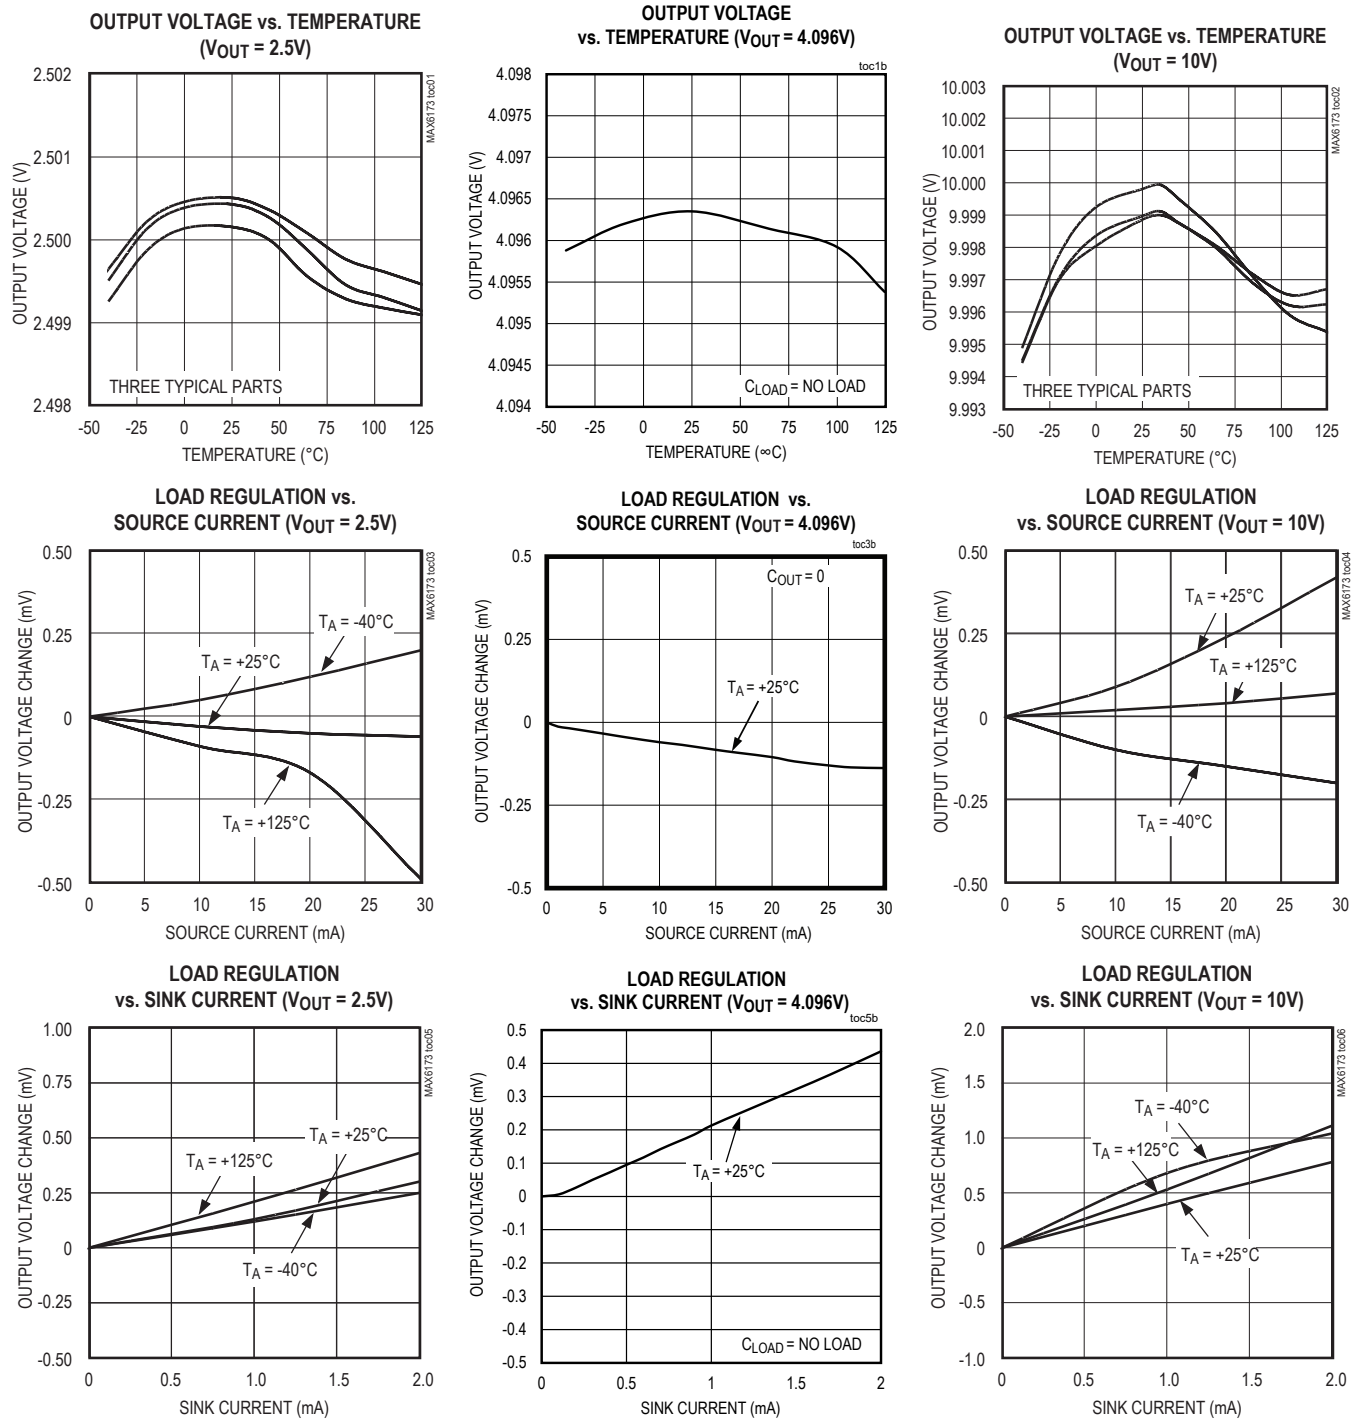 OUTPUT VOLTAGE vs. TEMPERATURE
(VOUT = 2.5V)
MAX6173 toc01
OUTPUT VOLTAGE (V)
2.502
2.501
2.500
2.499
2.498
THREE TYPICAL PARTS
-50 -25 0 25 50 75 100 125
TEMPERATURE (°C)
OUTPUT VOLTAGE
vs. TEMPERATURE (VOUT = 4.096V)
toc1b
OUTPUT VOLTAGE (V)
4.098
4.0975
4.097
4.0965
4.096
4.0955
4.095
4.0945
4.094
CLOAD = NO LOAD
-50 -25 0 25 50 75 100 125
TEMPERATURE (∞C)
OUTPUT VOLTAGE vs. TEMPERATURE
(VOUT = 10V)
MAX6173 toc02
OUTPUT VOLTAGE (V)
10.003
10.002
10.001
10.000
9.999
9.998
9.997
9.996
9.995
9.994
9.993
THREE TYPICAL PARTS
-50 -25 0 25 50 75 100 125
TEMPERATURE (°C)
LOAD REGULATION vs.
SOURCE CURRENT (VOUT = 2.5V)
MAX6173 toc03
OUTPUT VOLTAGE CHANGE (mV)
0.50
0.25
0
-0.25
-0.50
TA = -40°C
TA = +25°C
TA = +125°C
0 5 10 15 20 25 30
SOURCE CURRENT (mA)
LOAD REGULATION vs.
SOURCE CURRENT (VOUT = 4.096V)
toc3b
OUTPUT VOLTAGE CHANGE (mV)
0.5
0.25
0
-0.25
-0.5
COUT = 0
TA = +25°C
0 5 10 15 20 25 30
SOURCE CURRENT (mA)
LOAD REGULATION
vs. SOURCE CURRENT (VOUT = 10V)
MAX6173 toc04
OUTPUT VOLTAGE CHANGE (mV)
0.50
0.25
0
-0.25
-0.50
TA = +25°C
TA = +125°C
TA = -40°C
0 5 10 15 20 25 30
SOURCE CURRENT (mA)
LOAD REGULATION
vs. SINK CURRENT (VOUT = 2.5V)
MAX6173 toc05
OUTPUT VOLTAGE CHANGE (mV)
1.00
0.75
0.50
0.25
0
-0.25
-0.50
TA = +25°C
TA = +125°C
TA = -40°C
0 0.5 1.0 1.5 2.0
SINK CURRENT (mA)
LOAD REGULATION
vs. SINK CURRENT (VOUT = 4.096V)
toc5b
OUTPUT VOLTAGE CHANGE (mV)
0.5
0.4
0.3
0.2
0.1
0
-0.1
-0.2
-0.3
-0.4
-0.5
TA = +25°C
CLOAD = NO LOAD
0 0.5 1 1.5 2
SINK CURRENT (mA)
LOAD REGULATION
vs. SINK CURRENT (VOUT = 10V)
MAX6173 toc06
OUTPUT VOLTAGE CHANGE (mV)
2.0
1.5
1.0
0.5
0
-0.5
-1.0
TA = -40°C
TA = +125°C
TA = +25°C
0 0.5 1.0 1.5 2.0
SINK CURRENT (mA)